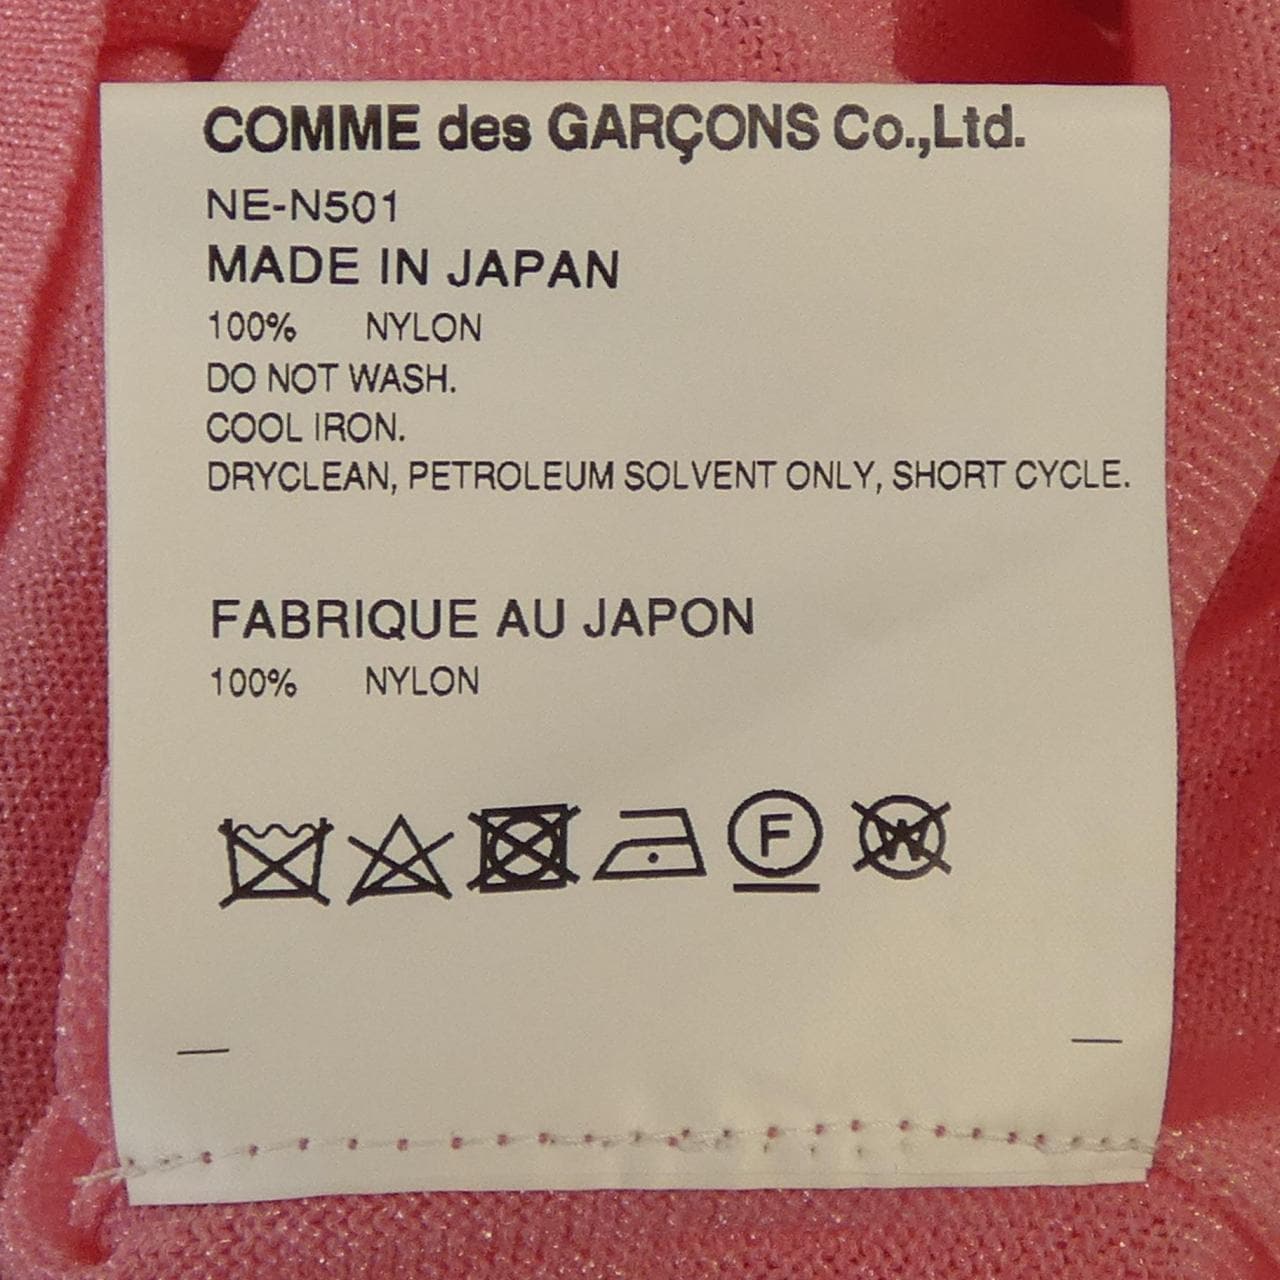 COMME des GARÇONS Co.,Ltd.
NE-N501
MADE IN JAPAN
100% NYLON
DO NOT WASH.
COOL IRON.
DRYCLEAN, PETROLEUM SOLVENT ONLY, SHORT CYCLE.
FABRIQUE AU JAPON
100% NYLON
F W